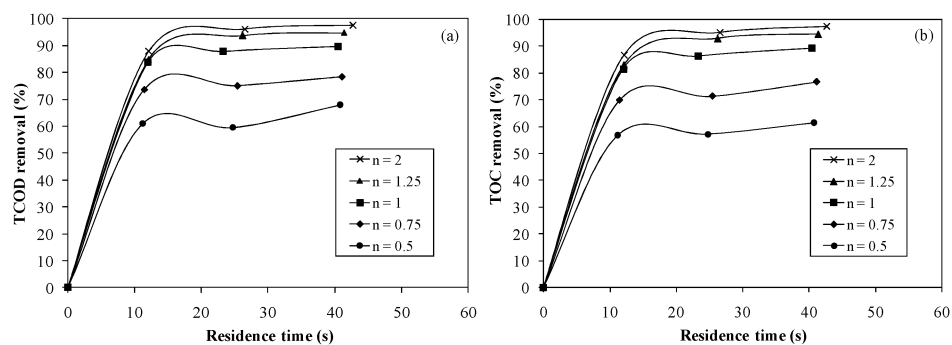 (a)
TCOD removal (%)
100
90
80
70
60
50
40
30
20
10
0
n = 2
n = 1.25
n = 1
n = 0.75
n = 0.5
0 10 20 30 40 50 60
Residence time (s)
(b)
TOC removal (%)
100
90
80
70
60
50
40
30
20
10
0
n = 2
n = 1.25
n = 1
n = 0.75
n = 0.5
0 10 20 30 40 50 60
Residence time (s)